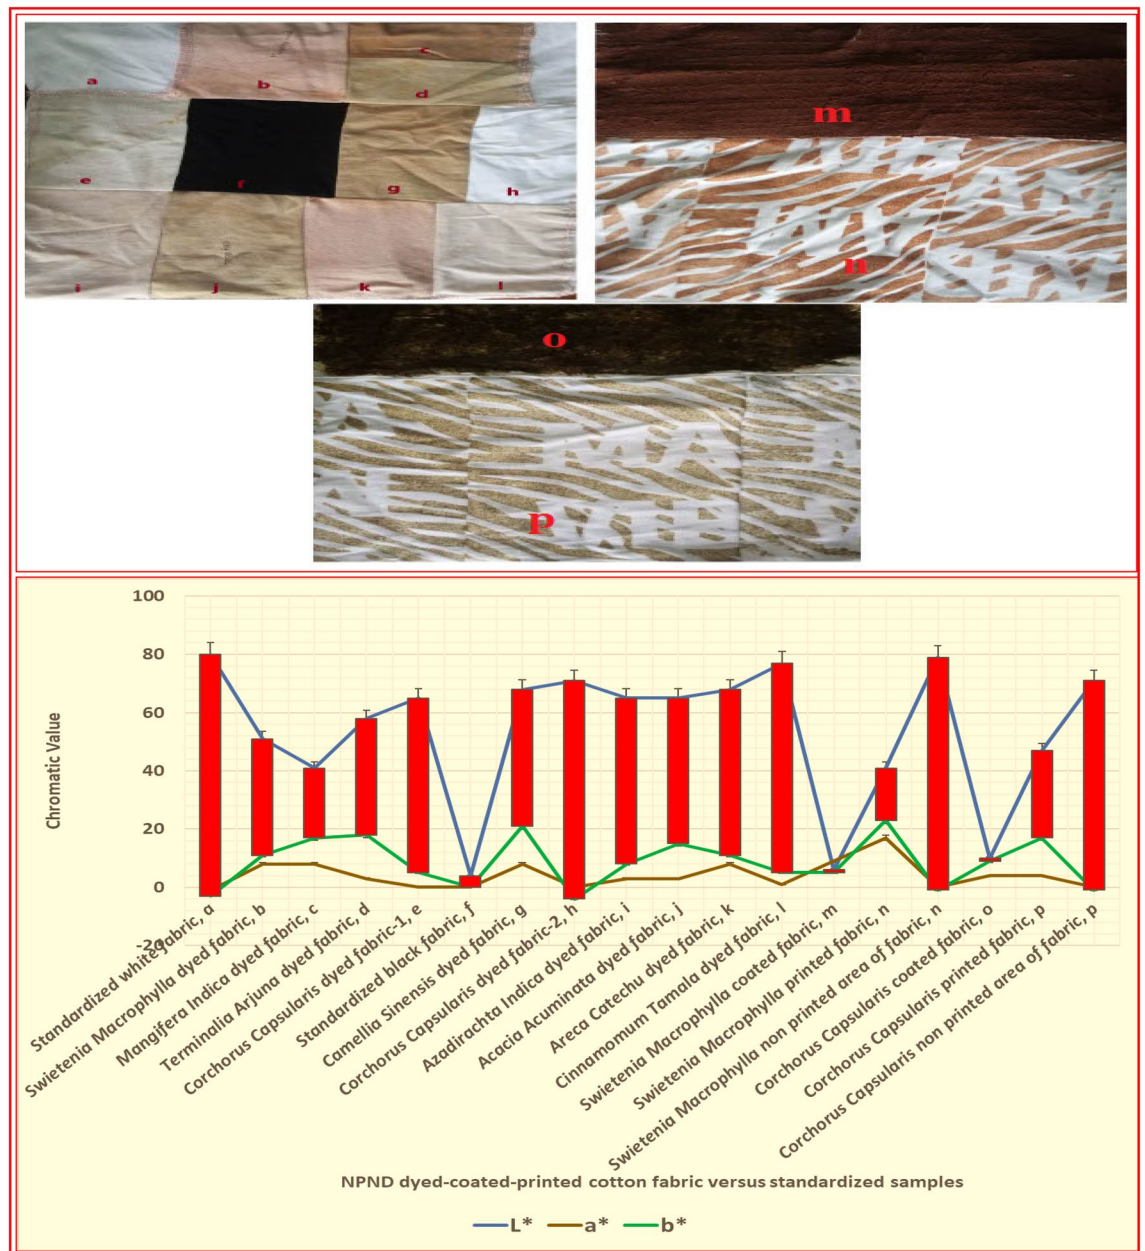 a
b
c
d
e
f
g
h
i
j
k
l
m
n
o
p
100
80
60
40
20
0
-20
Chromatic Value
Standardized white fabric, a
Swietenia Macrophylla dyed fabric, b
Mangifera Indica dyed fabric, c
Terminalia Arjuna dyed fabric, d
Corchorus Capsularis dyed fabric-1, e
Standardized black fabric, f
Camellia Sinensis dyed fabric, g
Corchorus Capsularis dyed fabric-2, h
Azadirachta Indica dyed fabric, i
Acacia Acuminata dyed fabric, j
Areca Catechu dyed fabric, k
Cinnamomum Tamala dyed fabric, l
Swietenia Macrophylla coated fabric, m
Swietenia Macrophylla printed fabric, n
Swietenia Macrophylla non printed area of fabric, n
Corchorus Capsularis coated fabric, o
Corchorus Capsularis printed fabric, p
Corchorus Capsularis non printed area of fabric, p
NPND dyed-coated-printed cotton fabric versus standardized samples
L* a* b*